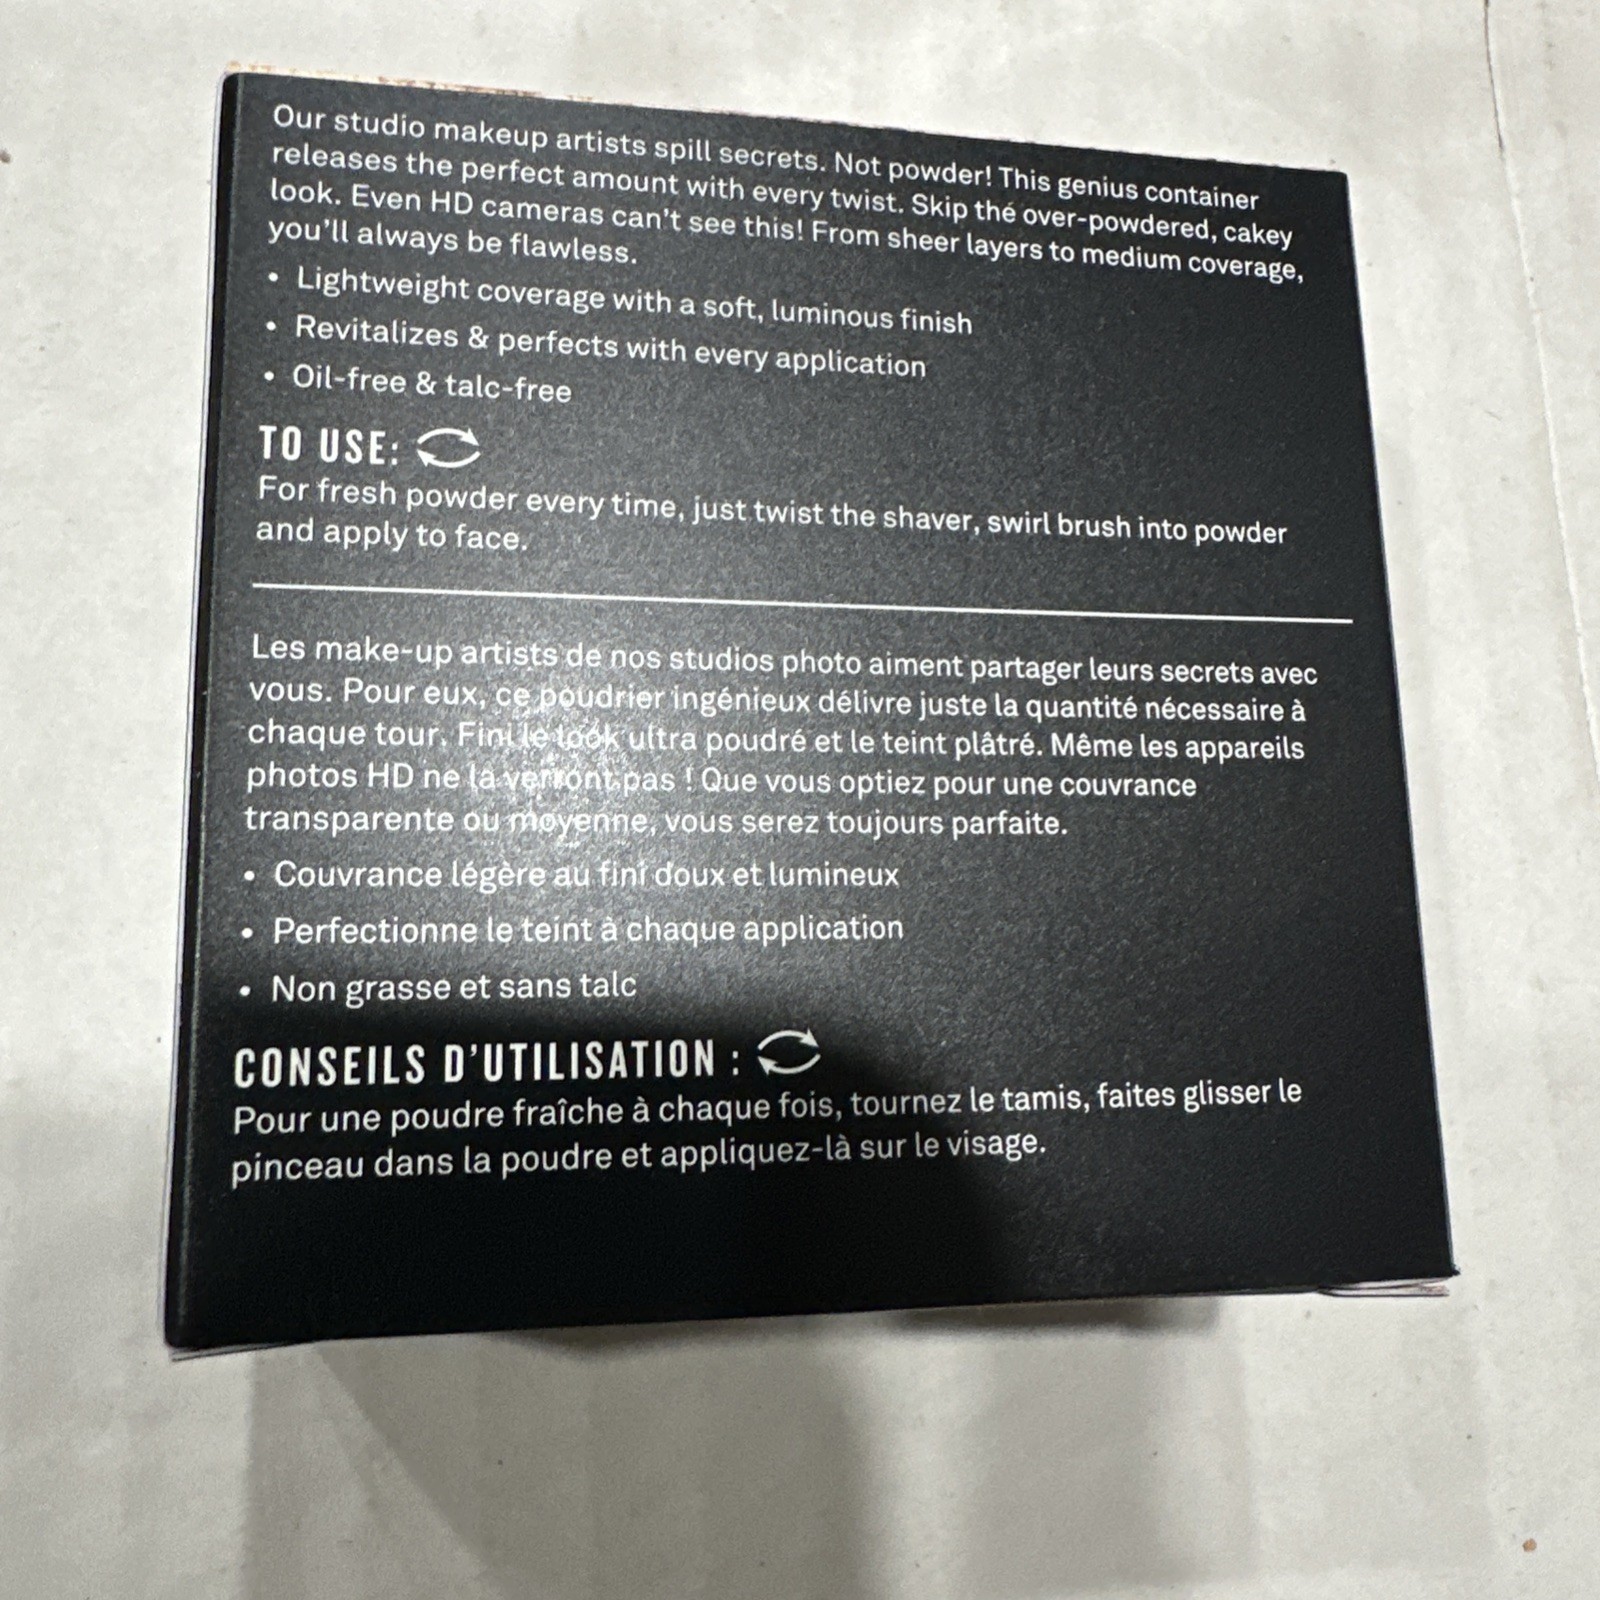 Our studio makeup artists spill secrets. Not powder! This genius container
releases the perfect amount with every twist. Skip the over-powdered, cakey
look. Even HD cameras can't see this! From sheer layers to medium coverage,
you'll always be flawless.
• Lightweight coverage with a soft, luminous finish
• Revitalizes & perfects with every application
• Oil-free & talc-free
TO USE:
For fresh powder every time, just twist the shaver, swirl brush into powder
and apply to face.
Les make-up artists de nos studios photo aiment partager leurs secrets avec
vous. Pour eux, ce poudrier ingénieux délivre juste la quantité nécessaire à
chaque tour. Fini le look ultra poudré et le teint plâtré. Même les appareils
photos HD ne la verront pas ! Que vous optiez pour une couvrance
transparente ou moyenne, vous serez toujours parfaite.
• Couvrance légère au fini doux et lumineux
• Perfectionne le teint à chaque application
• Non grasse et sans talc
CONSEILS D'UTILISATION :
Pour une poudre fraîche à chaque fois, tournez le tamis, faites glisser le
pinceau dans la poudre et appliquez-là sur le visage.